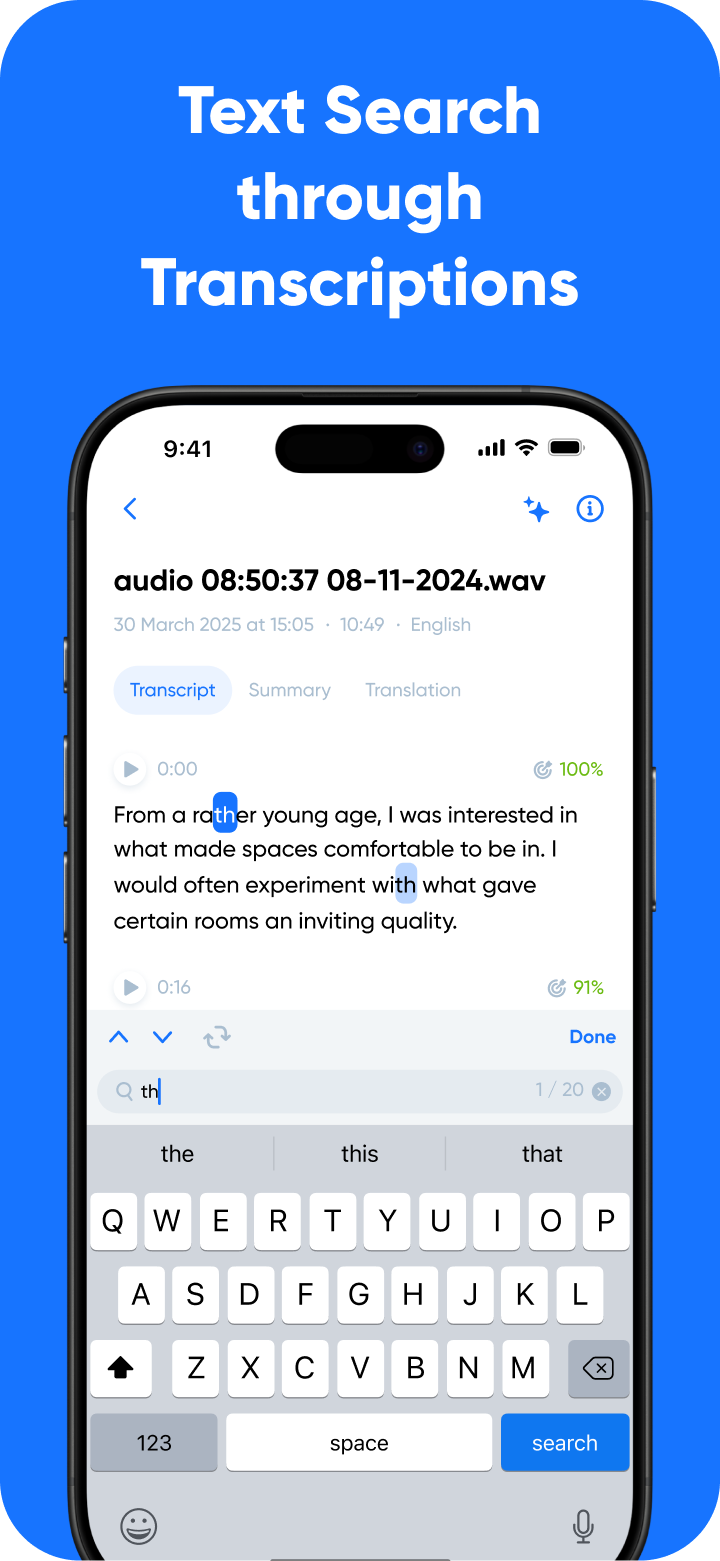 Text Search
through
Transcriptions
9:41
audio 08:50:37 08-11-2024.wav
30 March 2025 at 15:05 · 10:49 · English
Transcript Summary Translation
0:00 100%
From a rather young age, I was interested in
what made spaces comfortable to be in. I
would often experiment with what gave
certain rooms an inviting quality.
0:16 91%
Done
th 1 / 20
the this that
Q W E R T Y U I O P
A S D F G H J K L
Z X C V B N M
123 space search